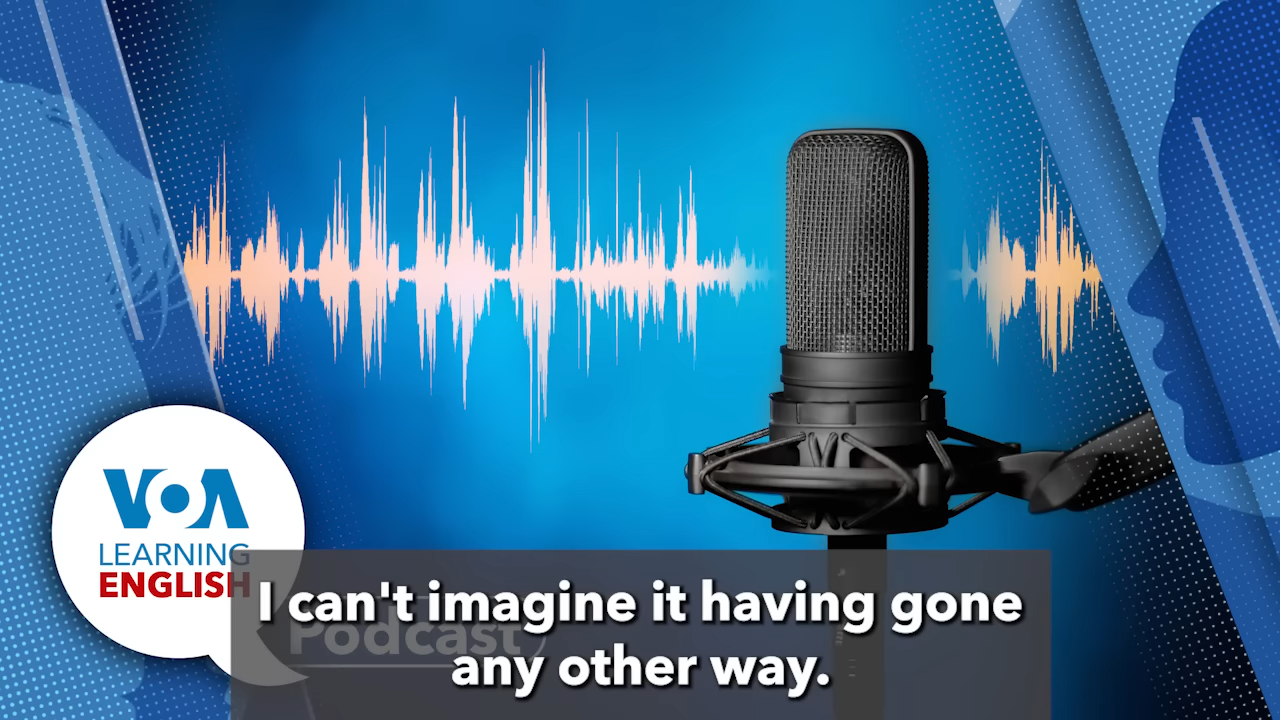 VOA
LEARNING
ENGLISH
Podcast
I can't imagine it having gone
any other way.